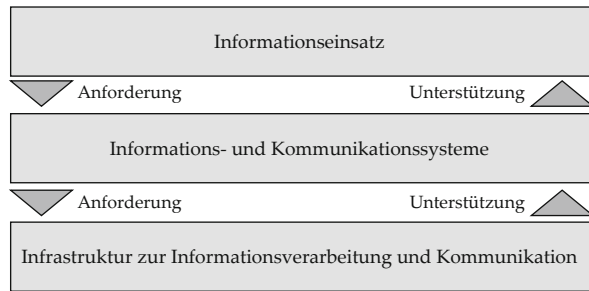 Informationseinsatz
Anforderung Unterstützung
Informations- und Kommunikationssysteme
Anforderung Unterstützung
Infrastruktur zur Informationsverarbeitung und Kommunikation